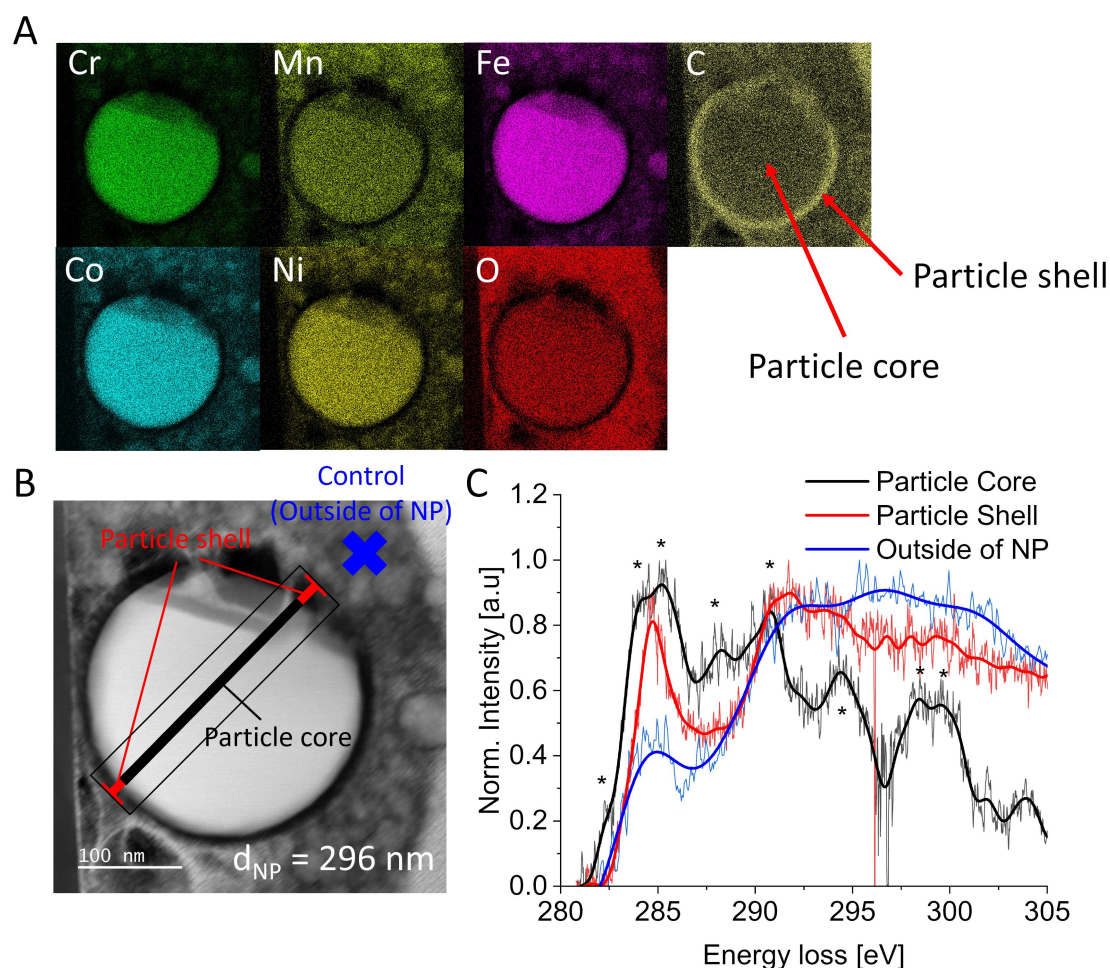 A
Cr
Mn
Fe
C
Co
Ni
O
Particle shell
Particle core
B
Control
(Outside of NP)
Particle shell
Particle core
100 nm
d_NP = 296 nm
C
Particle Core
Particle Shell
Outside of NP
1.2
1.0
0.8
0.6
0.4
0.2
0.0
Norm. Intensity [a.u]
* * * * * * * *
280 285 290 295 300 305
Energy loss [eV]